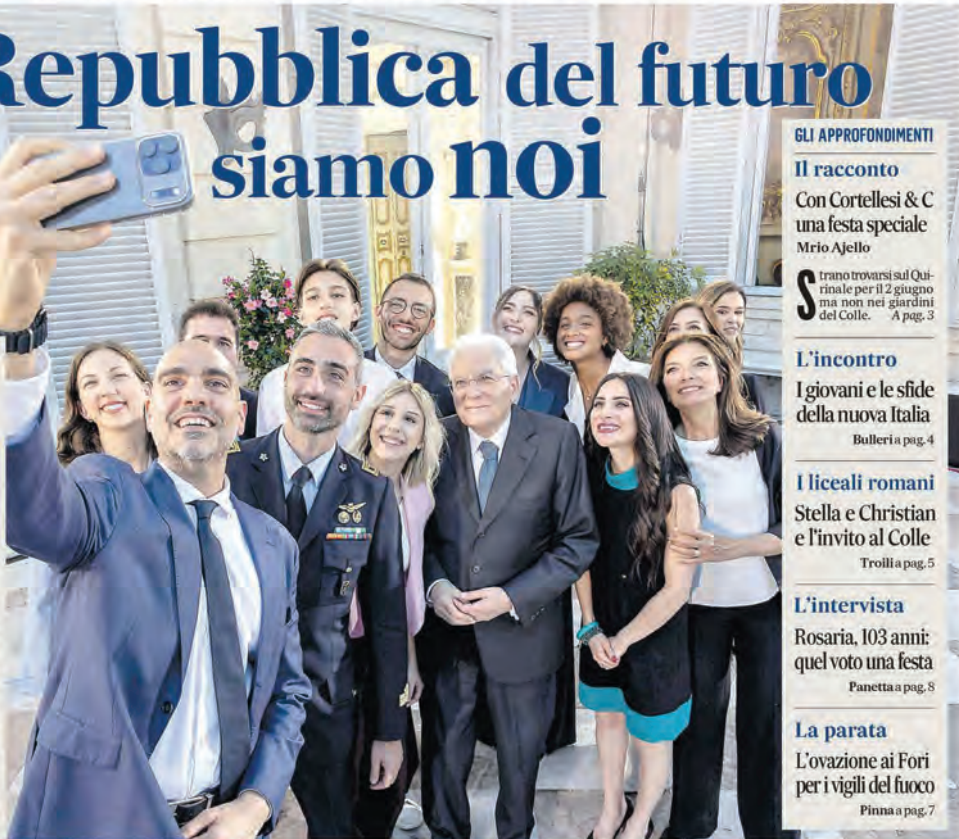 Repubblica del futuro
siamo noi
GLI APPROFONDIMENTI
Il racconto
Con Cortellesi & C
una festa speciale
Mrio Ajello
Strano trovarsi sul Qui-
rinale per il 2 giugno
ma non nei giardini
del Colle. A pag. 3
L'incontro
I giovani e le sfide
della nuova Italia
Bulleri a pag. 4
I liceali romani
Stella e Christian
e l'invito al Colle
Troili a pag. 5
L'intervista
Rosaria, 103 anni:
quel voto una festa
Panetta a pag. 8
La parata
L'ovazione ai Fori
per i vigili del fuoco
Pinna a pag. 7